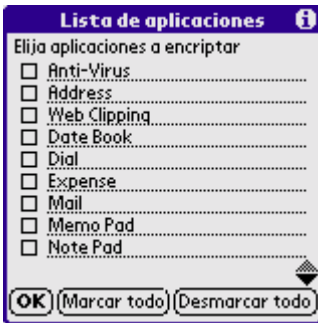 Lista de aplicaciones i
Elija aplicaciones a encriptar
Anti-Virus
Address
Web Clipping
Date Book
Dial
Expense
Mail
Memo Pad
Note Pad
OK Marcar todo Desmarcar todo